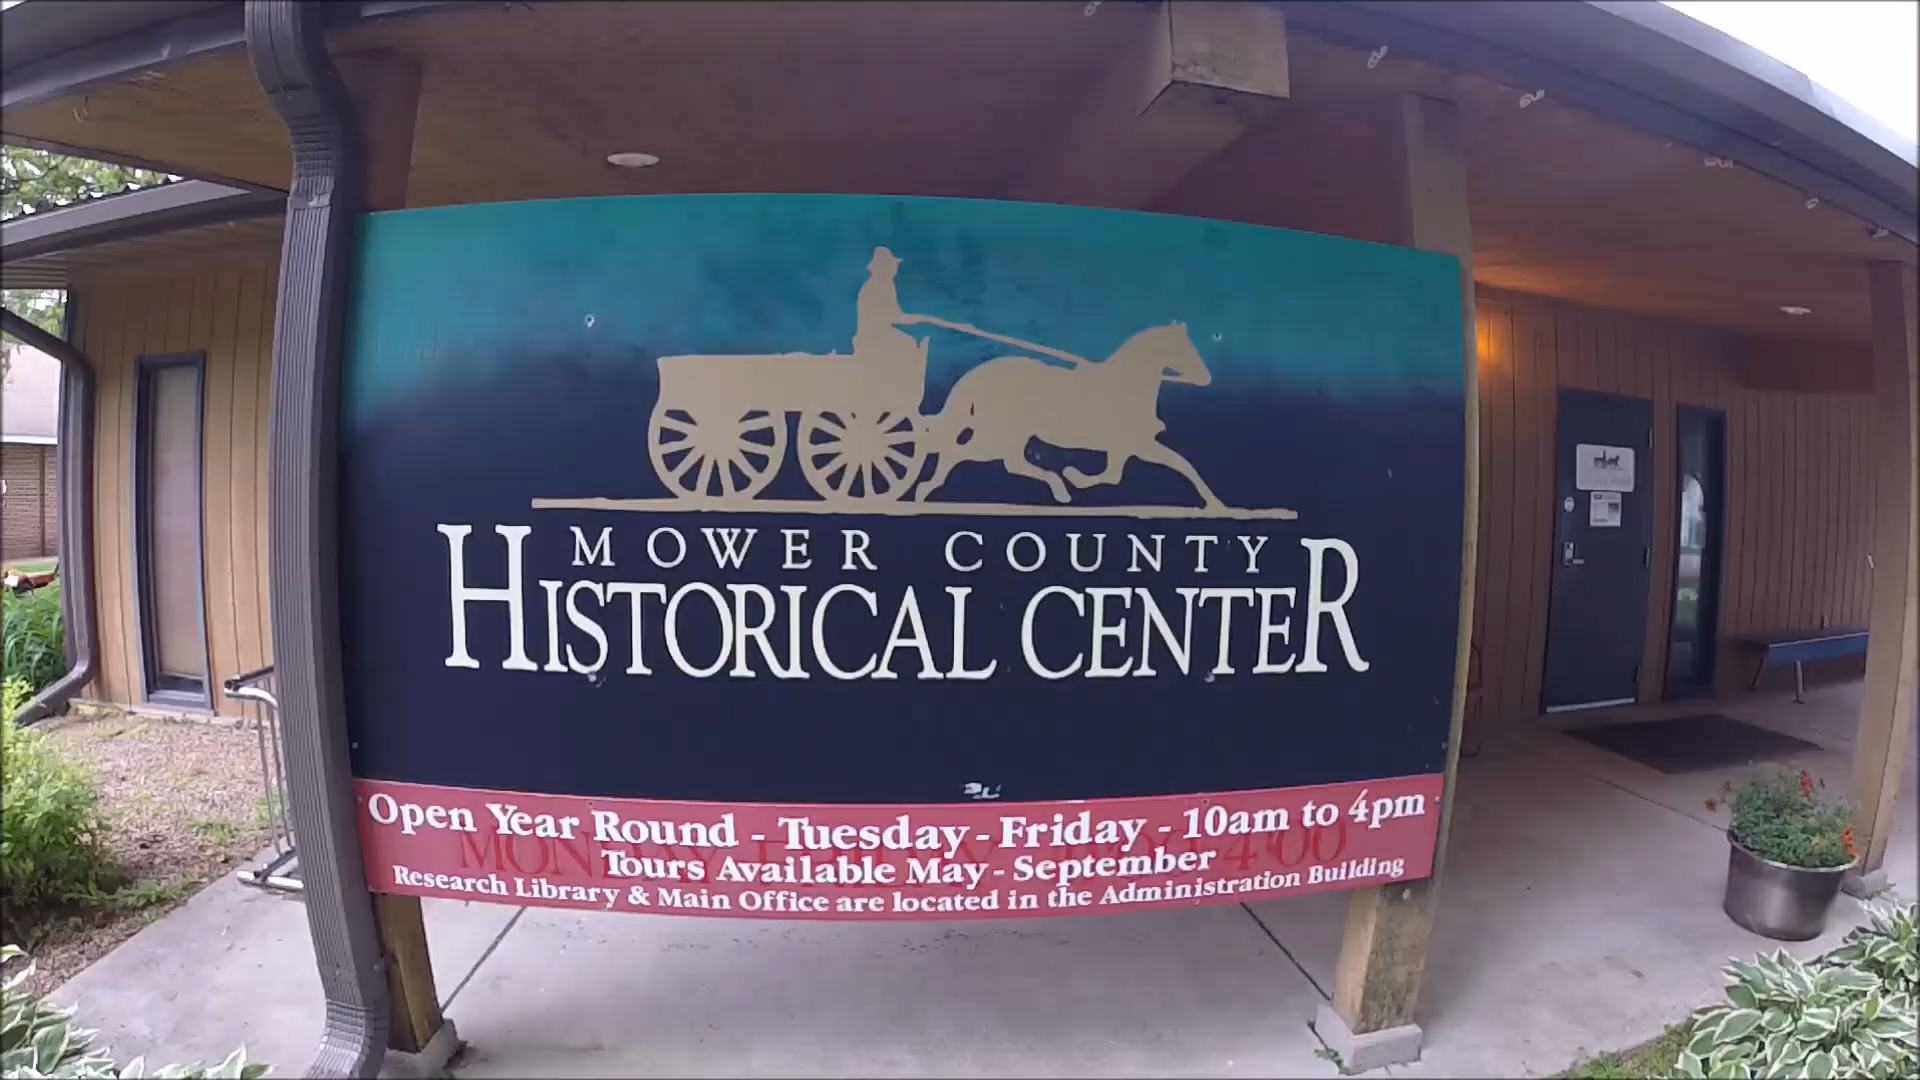 MOWER COUNTY
HISTORICAL CENTER
Open Year Round - Tuesday - Friday - 10am to 4pm
Tours Available May - September
Research Library & Main Office are located in the Administration Building